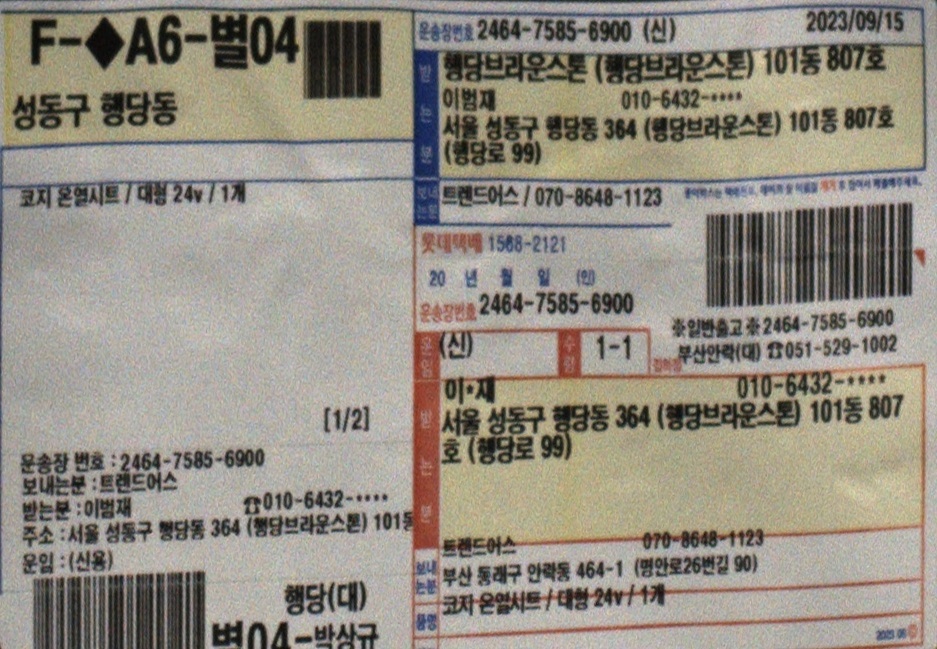 F-◆A6-별04
성동구 행당동
코지 온열시트 / 대형 24v / 1개
[1/2]
운송장 번호 : 2464-7585-6900
보내는분 : 트렌드어스
받는분 : 이범재 ☎010-6432-****
주소 : 서울 성동구 행당동 364 (행당브라운스톤) 101동
운임 : (신용)
행당(대)
별04-박상규
운송장번호 2464-7585-6900 (신) 2023/09/15
받는분
행당브라운스톤 (행당브라운스톤) 101동 807호
이범재 010-6432-****
서울 성동구 행당동 364 (행당브라운스톤) 101동 807호
(행당로 99)
보내는분 트렌드어스 / 070-8648-1123
롯데택배 1588-2121
20 년 월 일 (인)
운송장번호 2464-7585-6900
※일반출고※ 2464-7585-6900
부산안락(대) ☎051-529-1002
운임 (신) 수량 1-1
받는분
이*재 010-6432-****
서울 성동구 행당동 364 (행당브라운스톤) 101동 807
호 (행당로 99)
보내는분
트렌드어스 070-8648-1123
부산 동래구 안락동 464-1 (명안로26번길 90)
품명 코지 온열시트 / 대형 24v / 1개